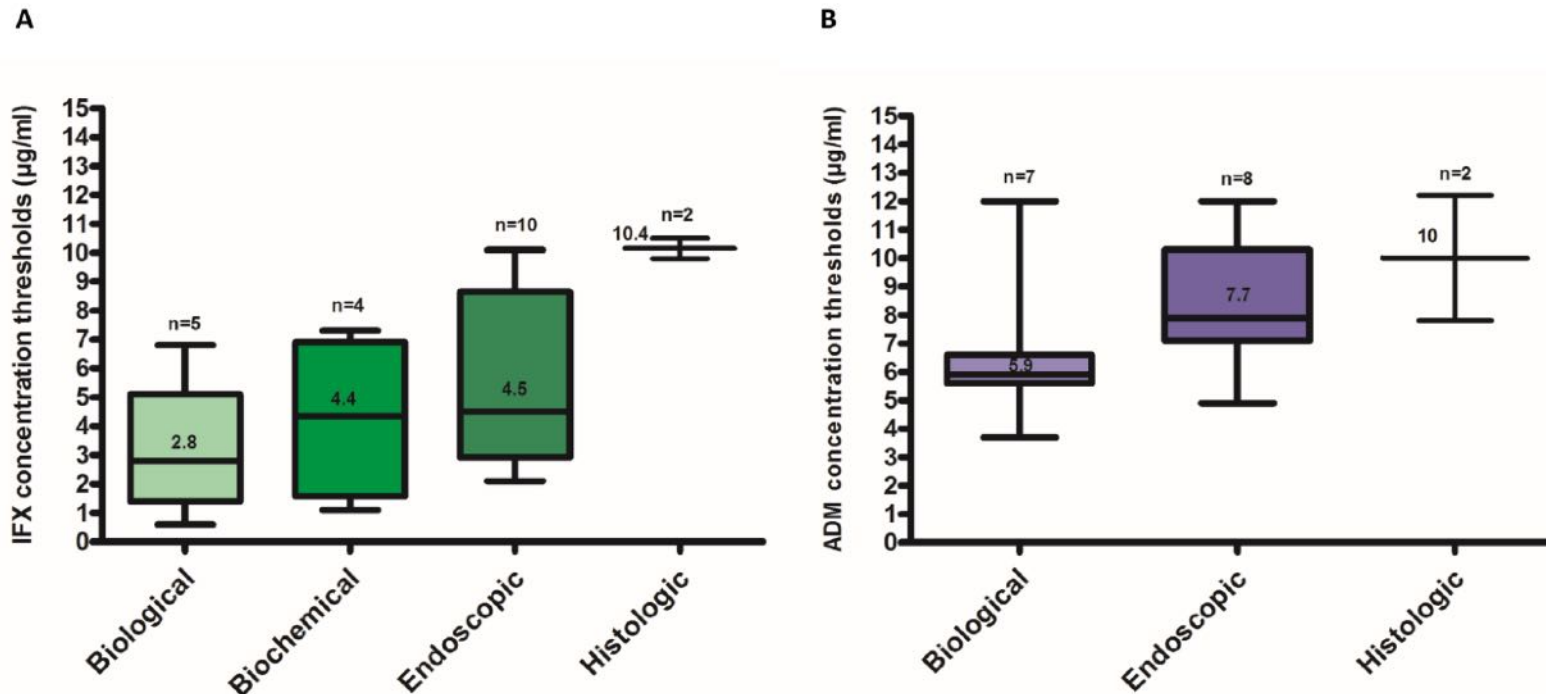 A
IFX concentration thresholds (µg/ml)
15
14
13
12
11
10
9
8
7
6
5
4
3
2
1
0
n=5
2.8
n=4
4.4
n=10
4.5
n=2
10.4
Biological
Biochemical
Endoscopic
Histologic
B
ADM concentration thresholds (µg/ml)
15
14
13
12
11
10
9
8
7
6
5
4
3
2
1
0
n=7
5.9
n=8
7.7
n=2
10
Biological
Endoscopic
Histologic